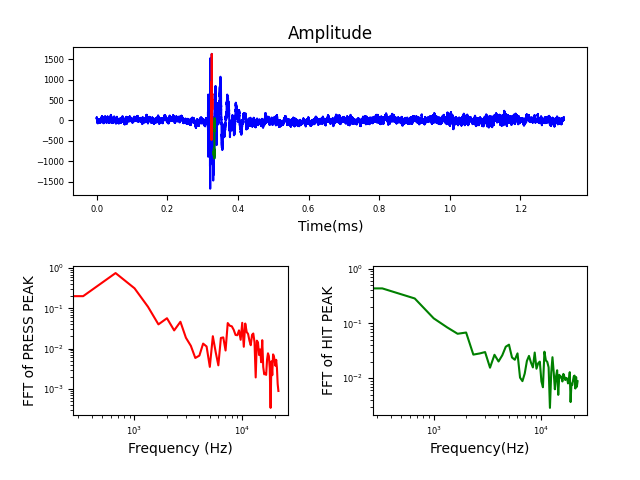 Amplitude
1500
1000
500
0
−500
−1000
−1500
0.0 0.2 0.4 0.6 0.8 1.0 1.2
Time(ms)
FFT of PRESS PEAK
10⁰
10⁻¹
10⁻²
10⁻³
10³ 10⁴
Frequency (Hz)
FFT of HIT PEAK
10⁰
10⁻¹
10⁻²
10³ 10⁴
Frequency(Hz)